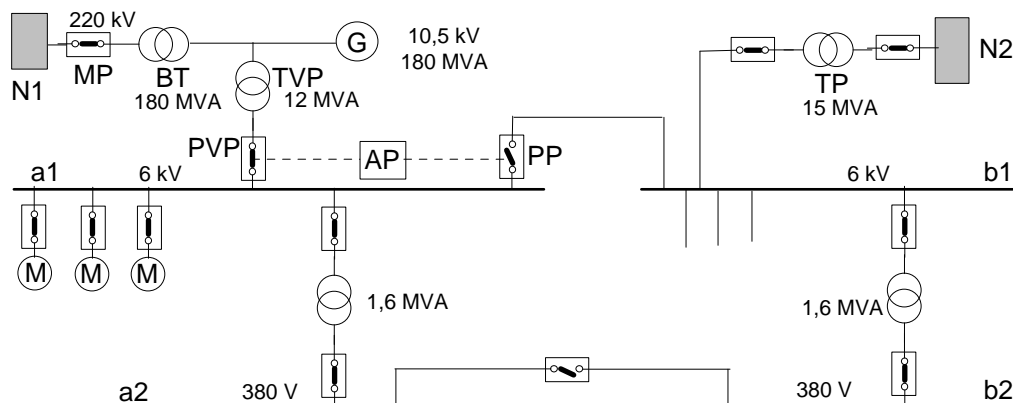 220 kV
N1
MP
BT
180 MVA
TVP
12 MVA
G
10,5 kV
180 MVA
TP
15 MVA
N2
PVP
AP
PP
a1
6 kV
6 kV
b1
M
M
M
1,6 MVA
1,6 MVA
a2
380 V
380 V
b2